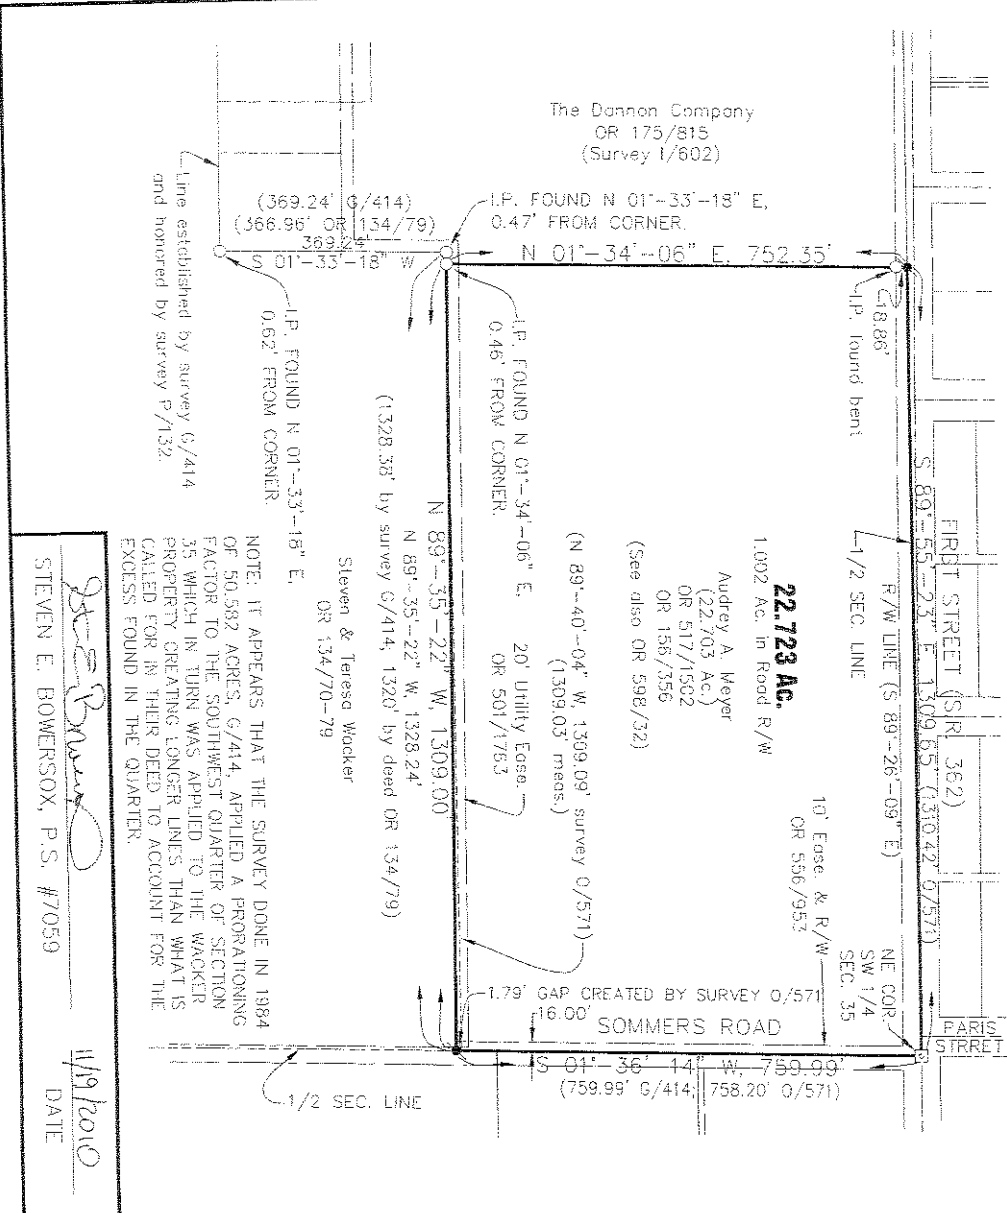 FIRST STREET (S.R. 362)
S 89°-55'-23" E, 1309.65' (1310.42' O/571)
R/W LINE (S 89°-26'-09" E)
1/2 SEC. LINE
PARIS
STRRET
NE COR.
SW 1/4
SEC. 35
The Dannon Company
OR 175/815
(Survey I/602)
I.P. FOUND N 01°-33'-18" E,
0.47' FROM CORNER.
N 01°-34'-06" E, 752.35'
18.86'
I.P. found bent
22.723 Ac.
1.002 Ac. in Road R/W
Audrey A. Meyer
(22.703 Ac.)
OR 517/1502
OR 156/356
(See also OR 598/32)
10' Ease. & R/W
OR 556/953
(N 89°-40'-04" W, 1309.09' survey O/571)
(1309.03' meas.)
20' Utility Ease.
OR 501/1763
I.P. FOUND N 01°-34'-06" E,
0.46' FROM CORNER.
N 89°-35'-22" W, 1309.00'
N 89°-35'-22" W, 1328.24'
(1328.38' by survey G/414; 1320' by deed OR 134/79)
Steven & Teresa Wacker
OR 134/70-79
1.79' GAP CREATED BY SURVEY O/571
16.00'
SOMMERS ROAD
S 01°-36'-14" W, 759.99'
(759.99' G/414; 758.20' O/571)
1/2 SEC. LINE
(369.24' G/414)
(366.96' OR 134/79)
369.24'
S 01°-33'-18" W
I.P. FOUND N 01°-33'-18" E,
0.62' FROM CORNER.
Line established by survey G/414
and honored by survey P/132.
NOTE: IT APPEARS THAT THE SURVEY DONE IN 1984
OF 50.582 ACRES, G/414, APPLIED A PRORATIONING
FACTOR TO THE SOUTHWEST QUARTER OF SECTION
35 WHICH IN TURN WAS APPLIED TO THE WACKER
PROPERTY CREATING LONGER LINES THAN WHAT IS
CALLED FOR IN THEIR DEED TO ACCOUNT FOR THE
EXCESS FOUND IN THE QUARTER.
11/19/2010
STEVEN E. BOWERSOX, P.S. #7059
DATE